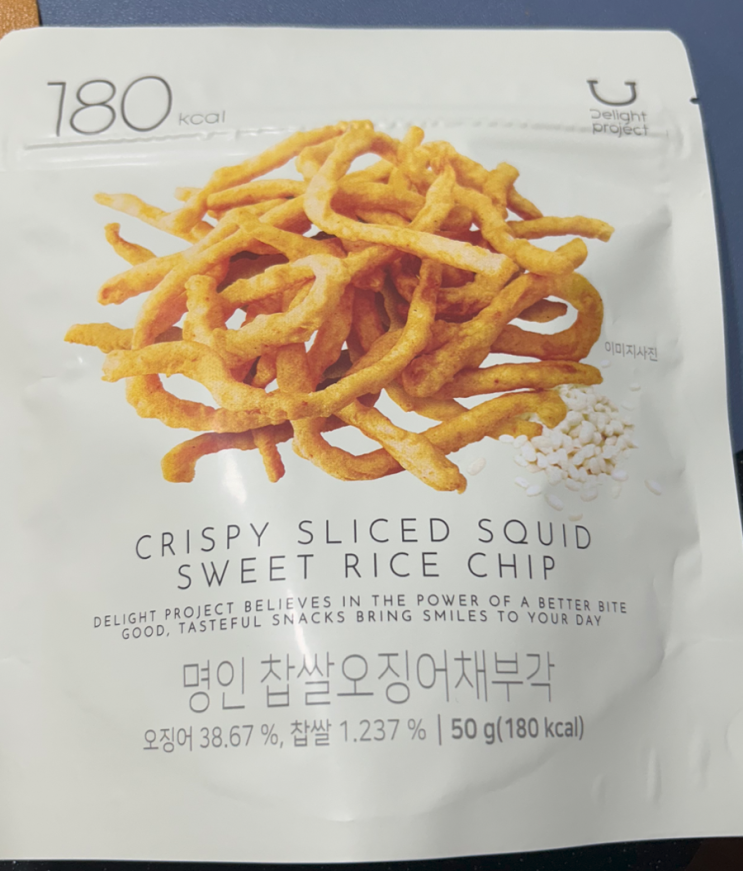 180 kcal
Delight
project
이미지사진
CRISPY SLICED SQUID
SWEET RICE CHIP
DELIGHT PROJECT BELIEVES IN THE POWER OF A BETTER BITE
GOOD, TASTEFUL SNACKS BRING SMILES TO YOUR DAY
명인 찹쌀오징어채부각
오징어 38.67 %, 찹쌀 1.237 % | 50 g(180 kcal)